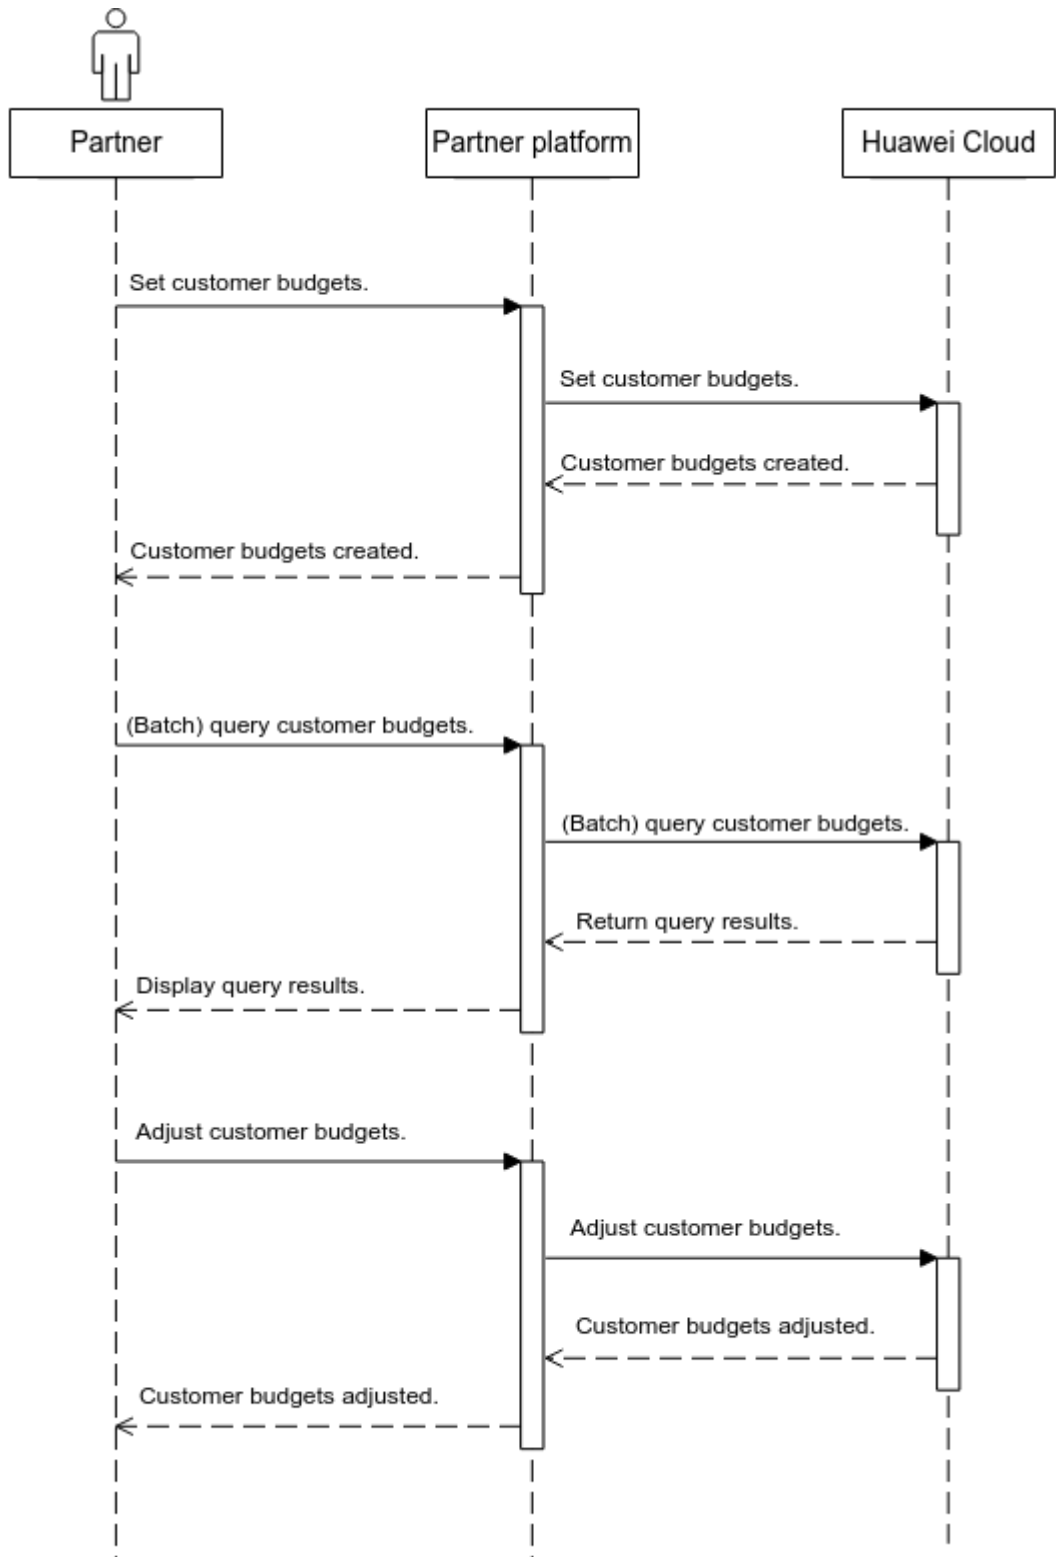 Partner
Partner platform
Huawei Cloud
Set customer budgets.
Set customer budgets.
Customer budgets created.
Customer budgets created.
(Batch) query customer budgets.
(Batch) query customer budgets.
Return query results.
Display query results.
Adjust customer budgets.
Adjust customer budgets.
Customer budgets adjusted.
Customer budgets adjusted.